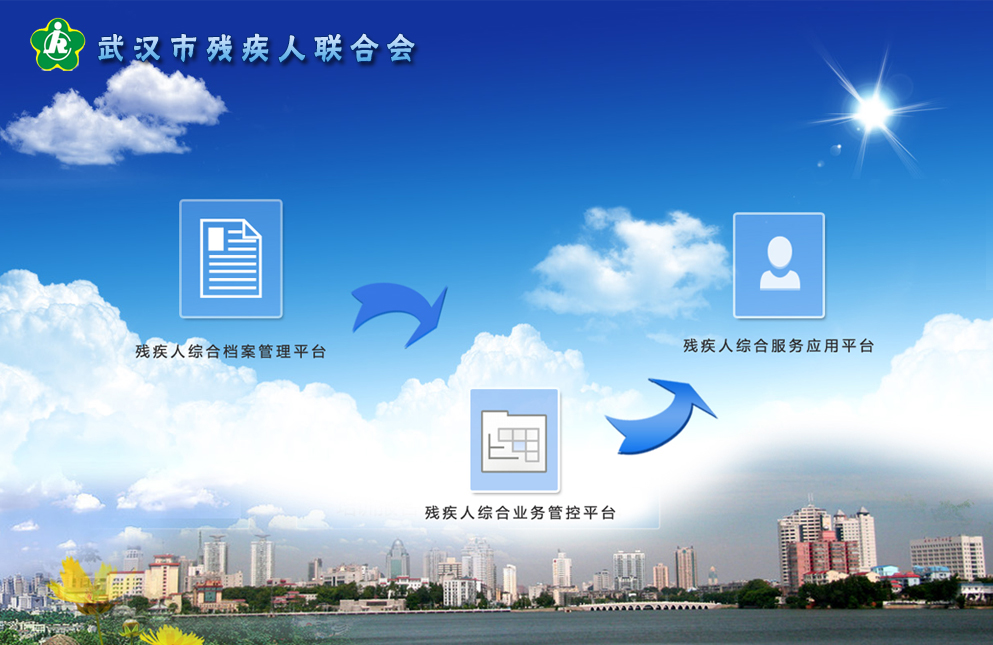 武汉市残疾人联合会
残疾人综合档案管理平台
残疾人综合服务应用平台
残疾人综合业务管控平台